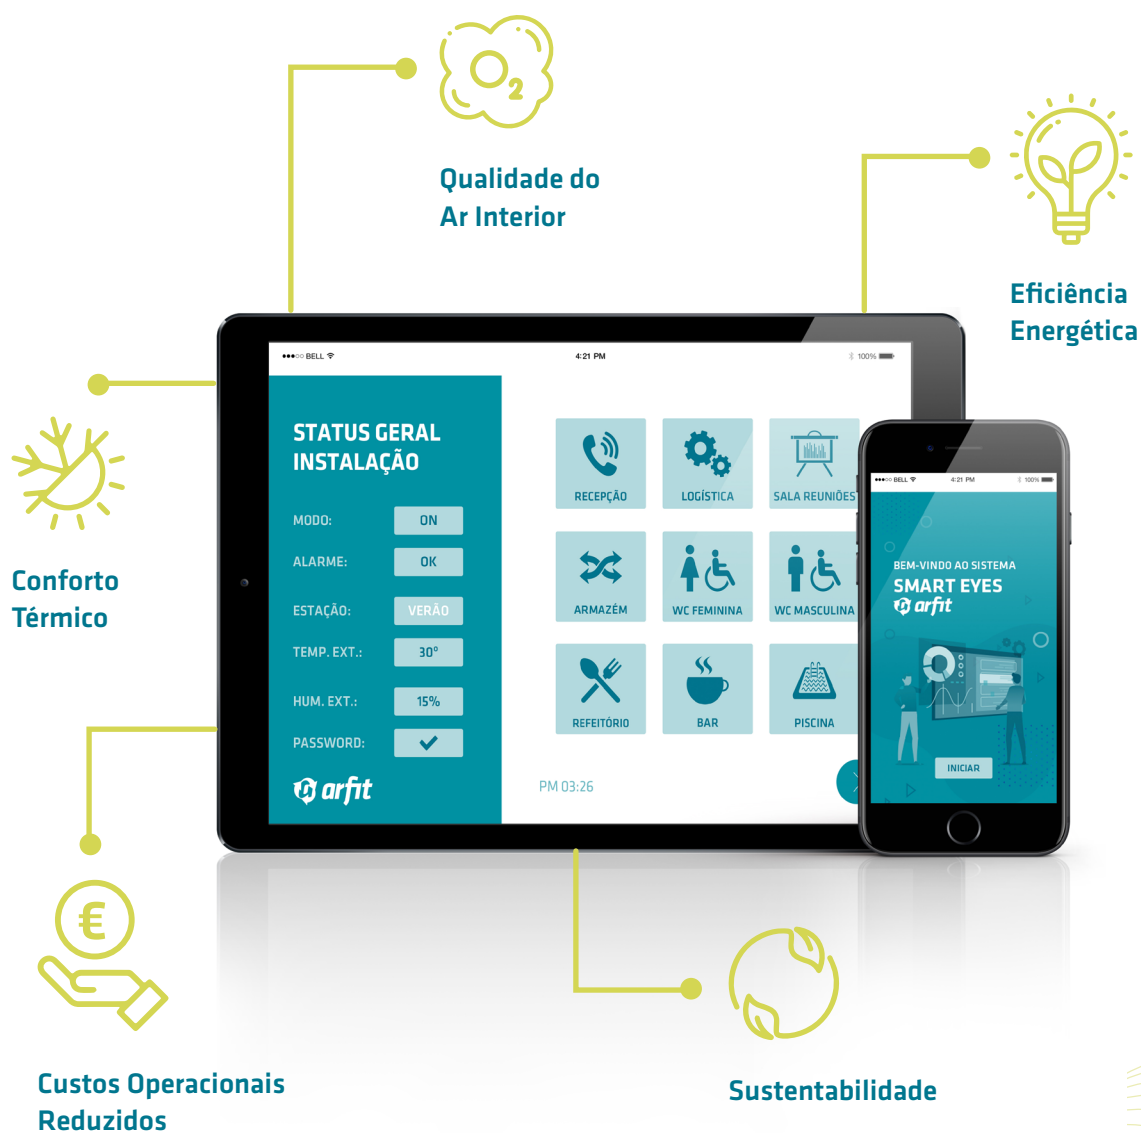 O2
Qualidade do
Ar Interior
Eficiência
Energética
●●●○○ BELL
4:21 PM
100%
STATUS GERAL
INSTALAÇÃO
MODO: ON
ALARME: OK
ESTAÇÃO: VERÃO
TEMP. EXT.: 30°
HUM. EXT.: 15%
PASSWORD:
arfit
RECEPÇÃO
LOGÍSTICA
SALA REUNIÕES
ARMAZÉM
WC FEMININA
WC MASCULINA
REFEITÓRIO
BAR
PISCINA
PM 03:26
●●●○○ BELL
4:21 PM
100%
BEM-VINDO AO SISTEMA
SMART EYES
arfit
INICIAR
Conforto
Térmico
€
Custos Operacionais
Reduzidos
Sustentabilidade